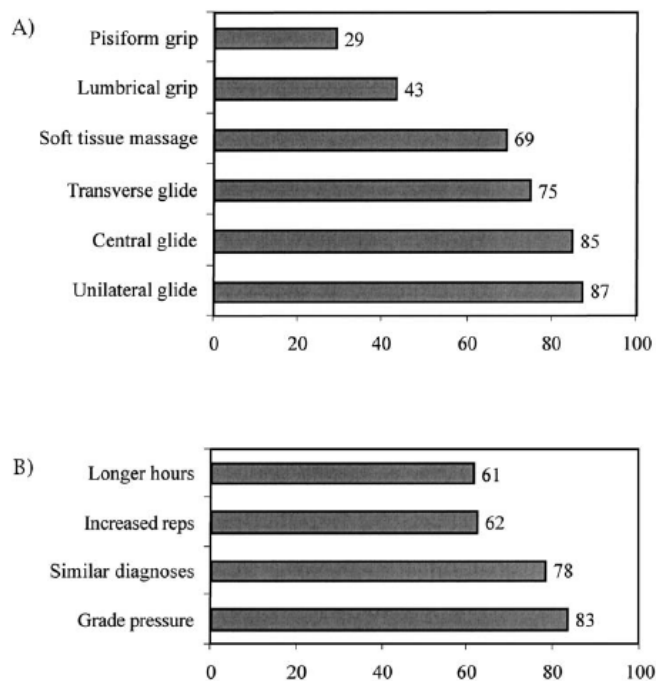 A)
Pisiform grip 29
Lumbrical grip 43
Soft tissue massage 69
Transverse glide 75
Central glide 85
Unilateral glide 87
0 20 40 60 80 100
B)
Longer hours 61
Increased reps 62
Similar diagnoses 78
Grade pressure 83
0 20 40 60 80 100